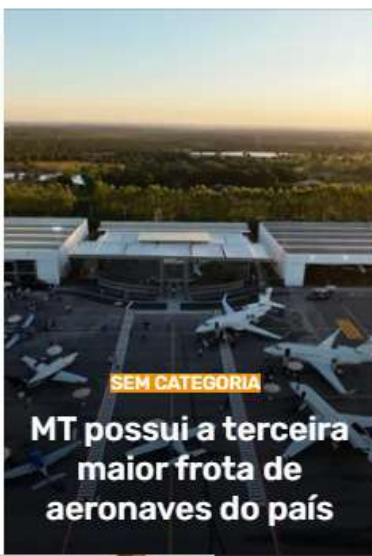 SEM CATEGORIA
MT possui a terceira
maior frota de
aeronaves do país